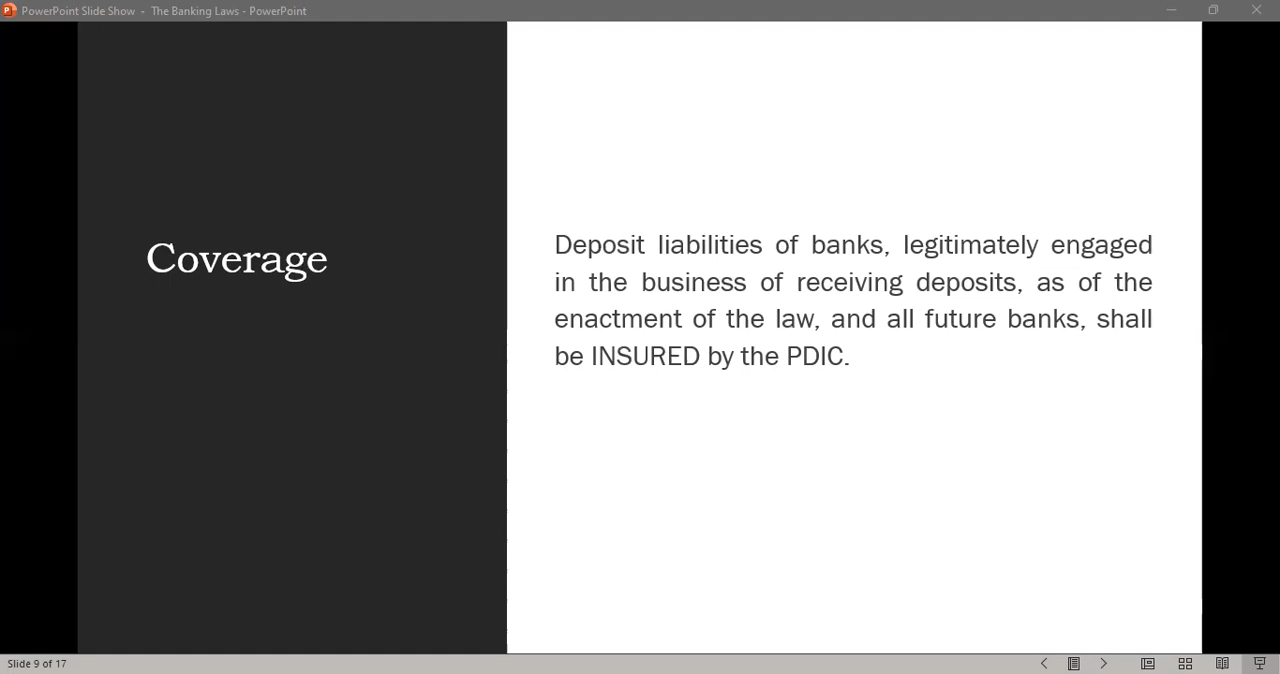 PowerPoint Slide Show - The Banking Laws - PowerPoint
Coverage
Deposit liabilities of banks, legitimately engaged
in the business of receiving deposits, as of the
enactment of the law, and all future banks, shall
be INSURED by the PDIC.
Slide 9 of 17